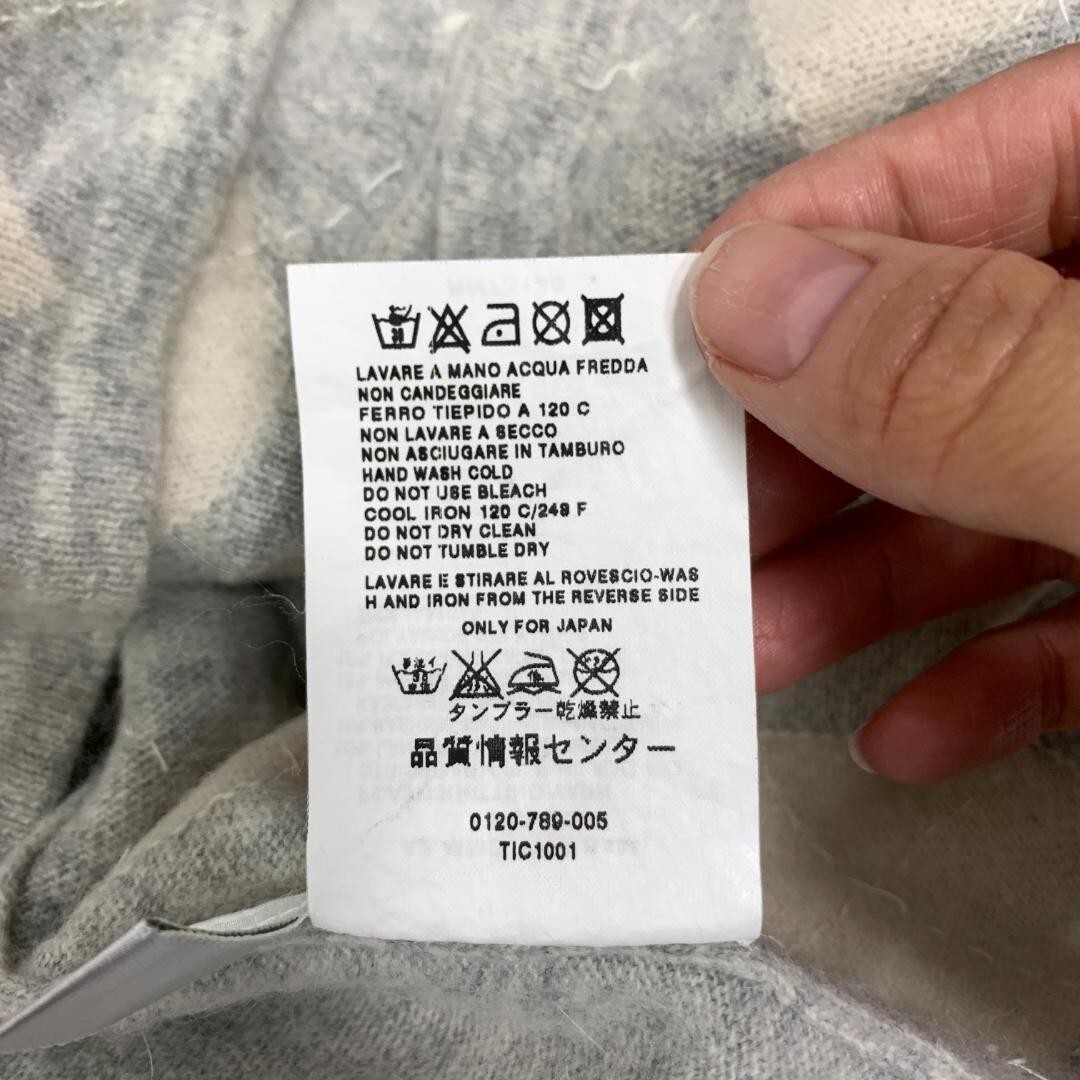 LAVARE A MANO ACQUA FREDDA
NON CANDEGGIARE
FERRO TIEPIDO A 120 C
NON LAVARE A SECCO
NON ASCIUGARE IN TAMBURO
HAND WASH COLD
DO NOT USE BLEACH
COOL IRON 120 C/248 F
DO NOT DRY CLEAN
DO NOT TUMBLE DRY
LAVARE E STIRARE AL ROVESCIO-WAS
H AND IRON FROM THE REVERSE SIDE
ONLY FOR JAPAN
タンブラー乾燥禁止
品質情報センター
0120-789-005
TIC1001